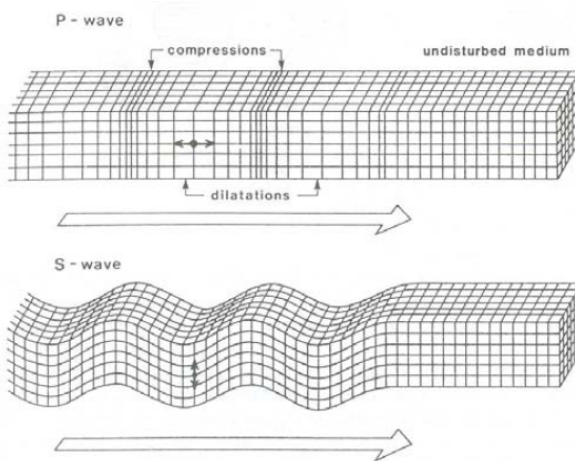 P - wave
compressions
undisturbed medium
dilatations
S - wave